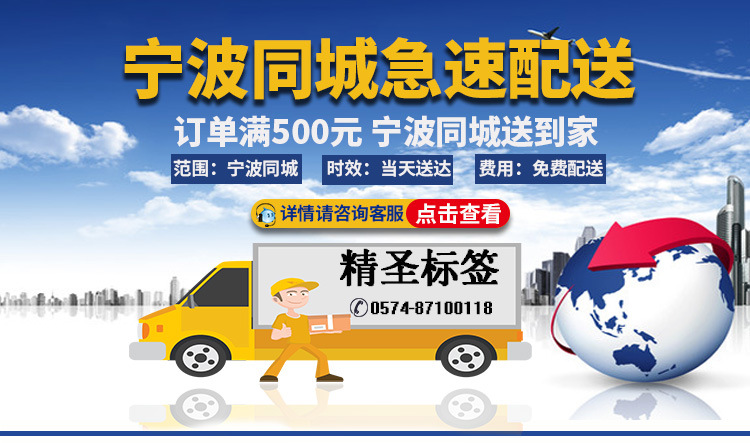 宁波同城急速配送
订单满500元 宁波同城送到家
范围：宁波同城 时效：当天送达 费用：免费配送
详情请咨询客服 点击查看
精圣标签
0574-87100118